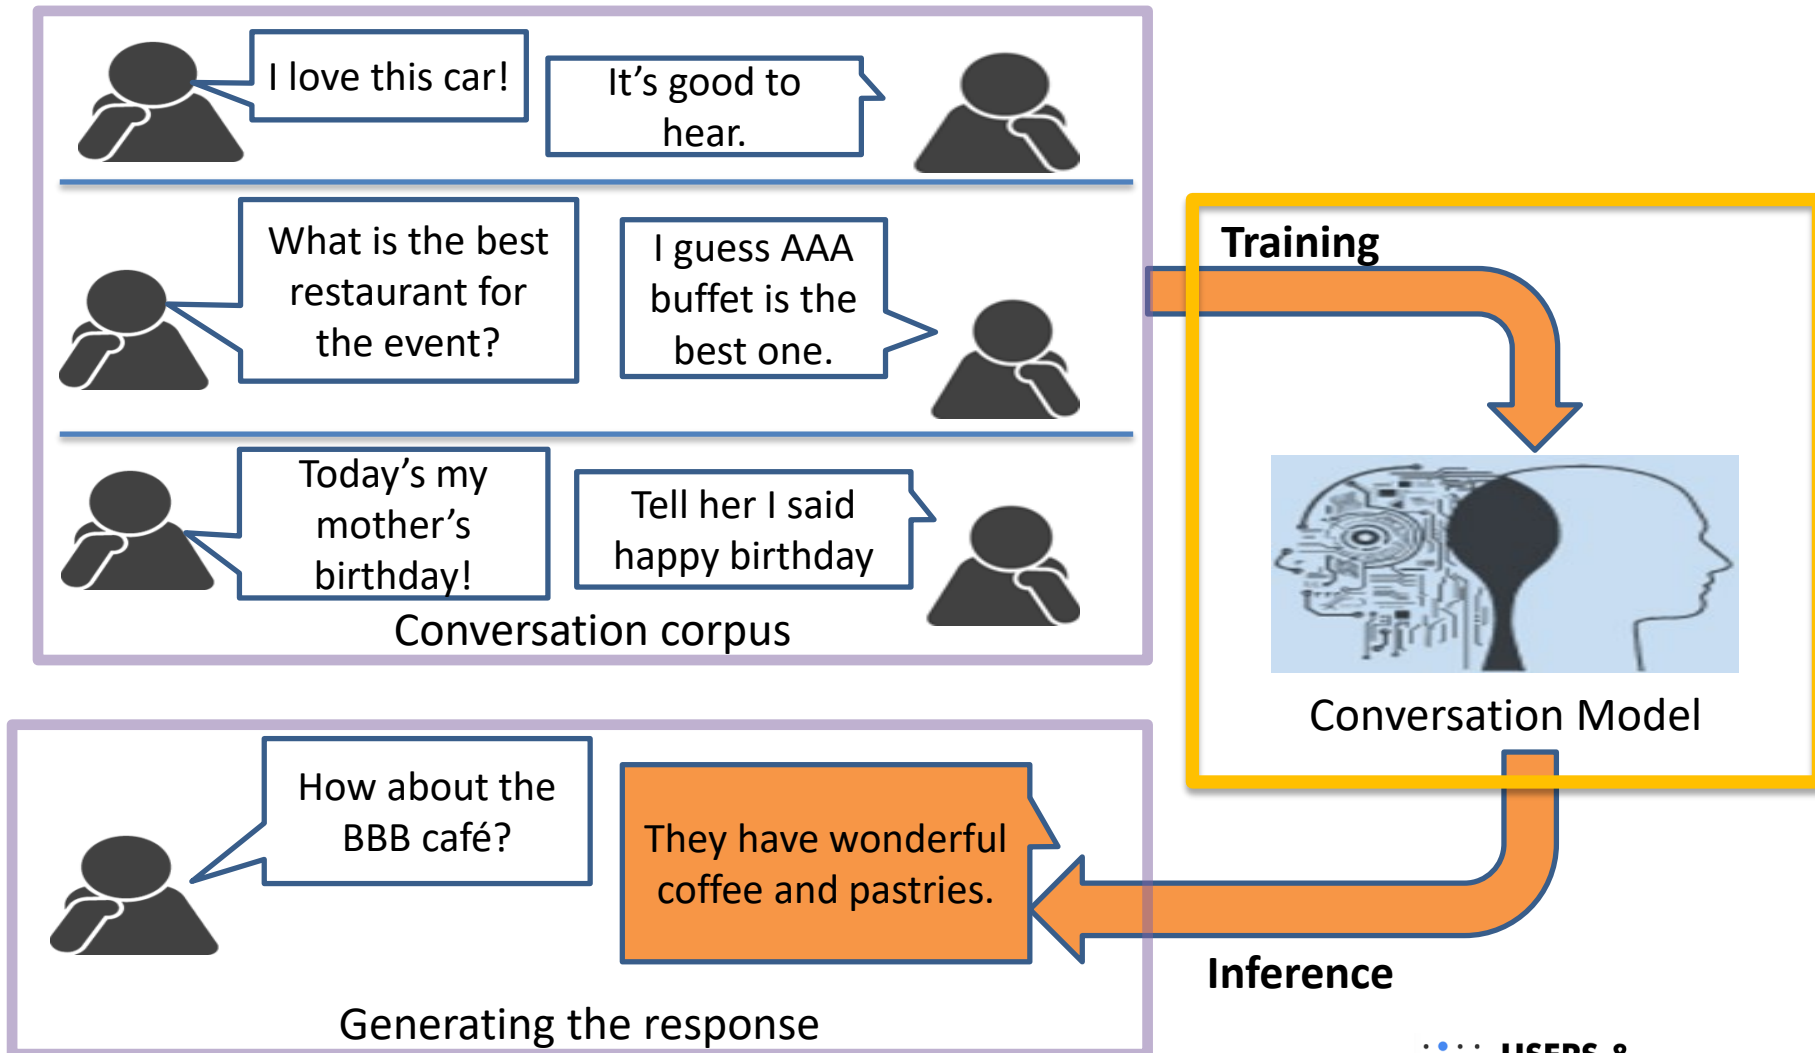 I love this car!
It's good to
hear.
What is the best
restaurant for
the event?
I guess AAA
buffet is the
best one.
Today's my
mother's
birthday!
Tell her I said
happy birthday
Conversation corpus
Training
Conversation Model
How about the
BBB café?
They have wonderful
coffee and pastries.
Inference
Generating the response
USERS &